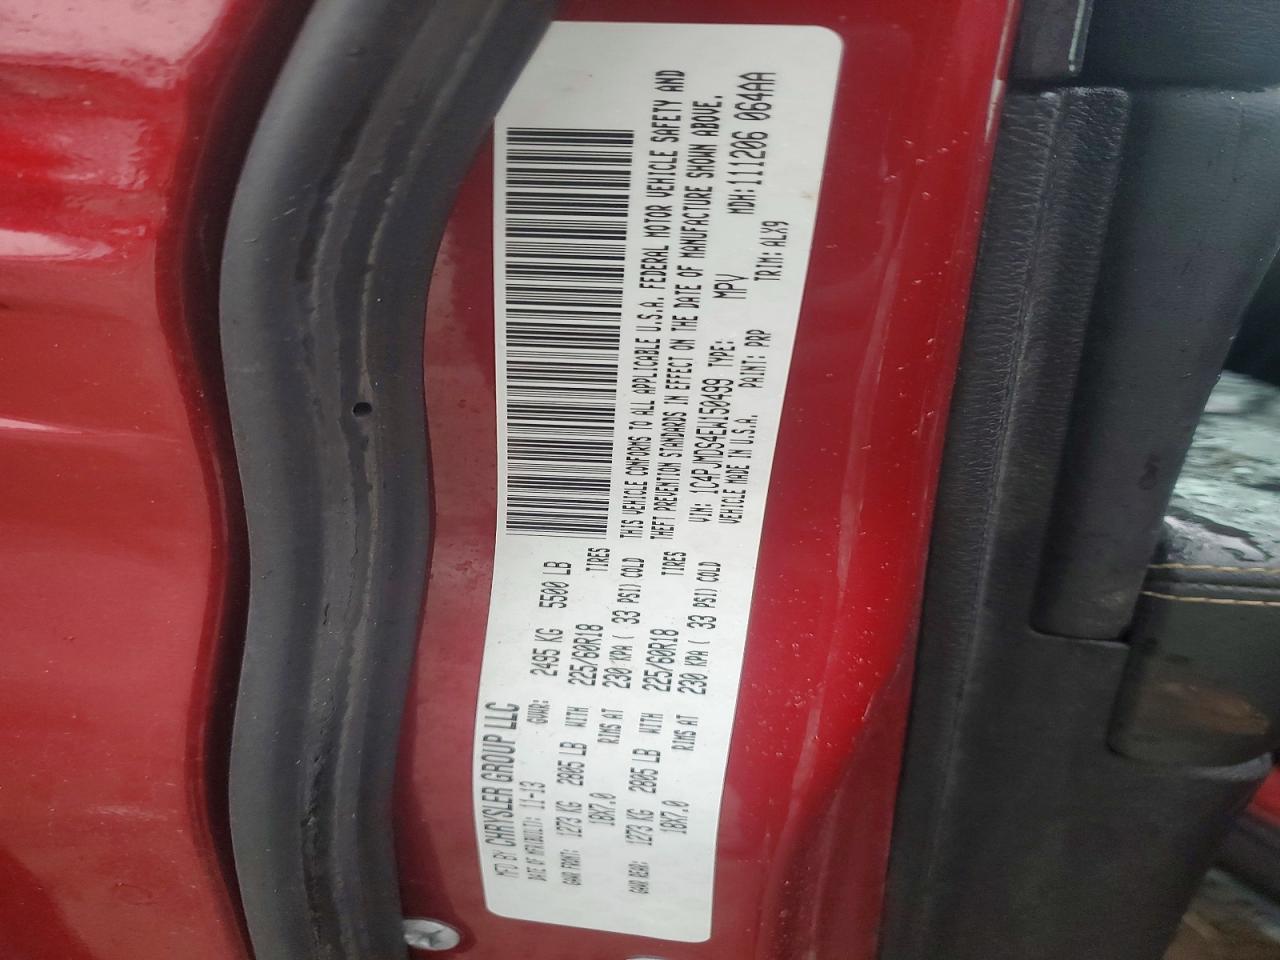 MFD BY CHRYSLER GROUP LLC
DATE OF MFR(BUILT): 11-13 GVWR: 2495 KG 5500 LB
GAWR FRONT: 1273 KG 2805 LB WITH 225/60R18 TIRES
18X7.0 RIMS AT 230 KPA ( 33 PSI) COLD
GAWR REAR: 1273 KG 2805 LB WITH 225/60R18 TIRES
18X7.0 RIMS AT 230 KPA ( 33 PSI) COLD
THIS VEHICLE CONFORMS TO ALL APPLICABLE U.S.A. FEDERAL MOTOR VEHICLE SAFETY AND
THEFT PREVENTION STANDARDS IN EFFECT ON THE DATE OF MANUFACTURE SHOWN ABOVE.
VIN: 1C4PJMDS4EW150499 TYPE: MPV MDH:111206 064AA
VEHICLE MADE IN U.S.A. PAINT: PRP TRIM: ALX9